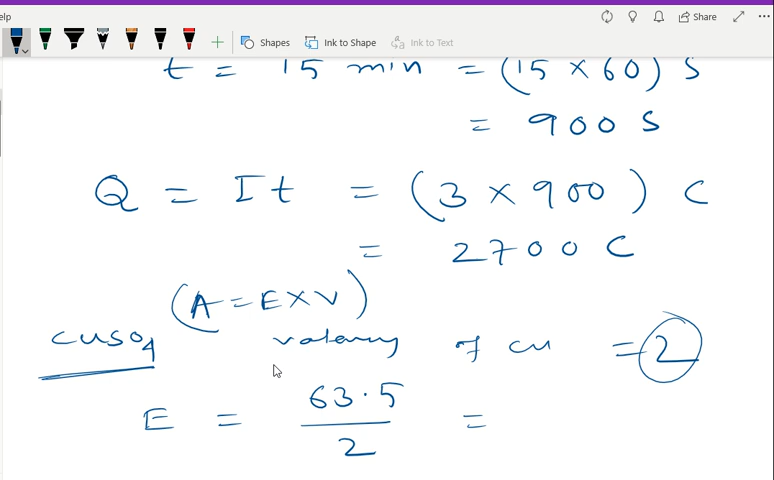 elp
Share
Shapes
Ink to Shape
Ink to Text
t = 15 min = (15 × 60) S
= 900 S
Q = It = (3 × 900) C
= 2700 C
(A = E × V)
CuSO4 valency of cu = 2
E = 63.5 / 2 =